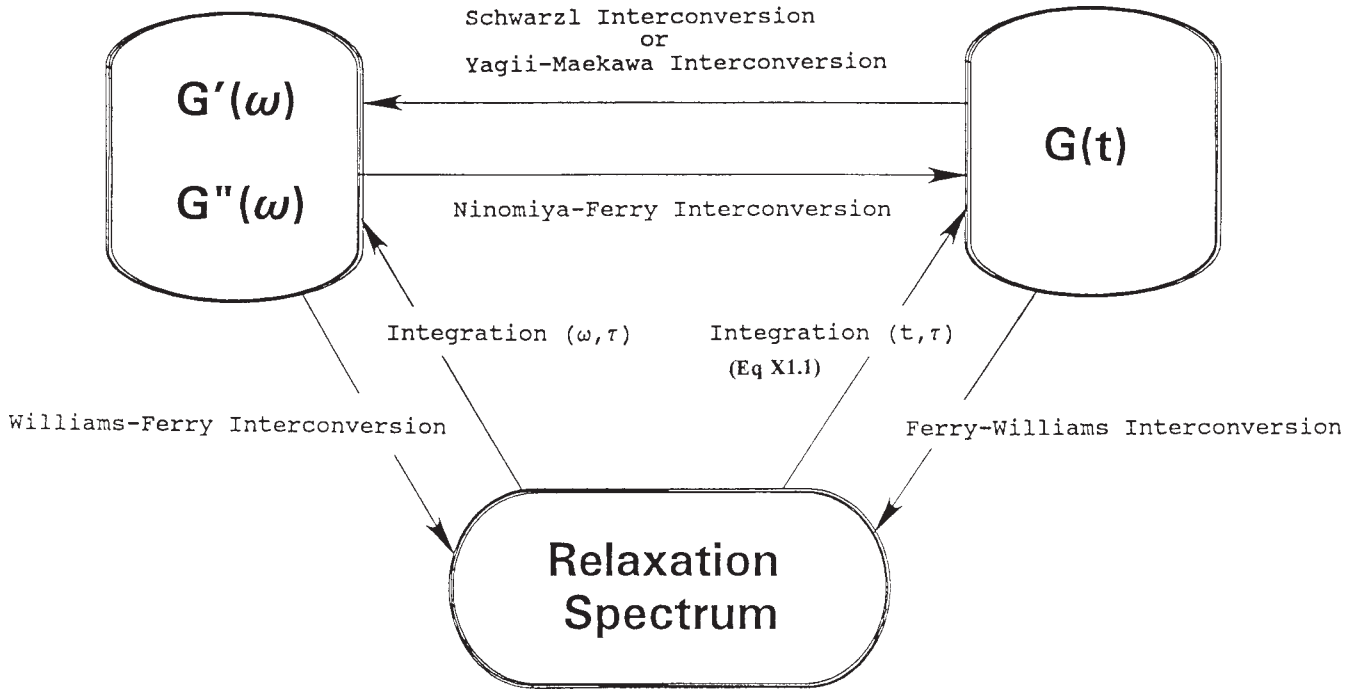 Schwarzl Interconversion
or
Yagii-Maekawa Interconversion
G′(ω)
G"(ω)
G(t)
Ninomiya-Ferry Interconversion
Integration (ω,τ)
Integration (t,τ)
(Eq X1.1)
Williams-Ferry Interconversion
Ferry-Williams Interconversion
Relaxation
Spectrum